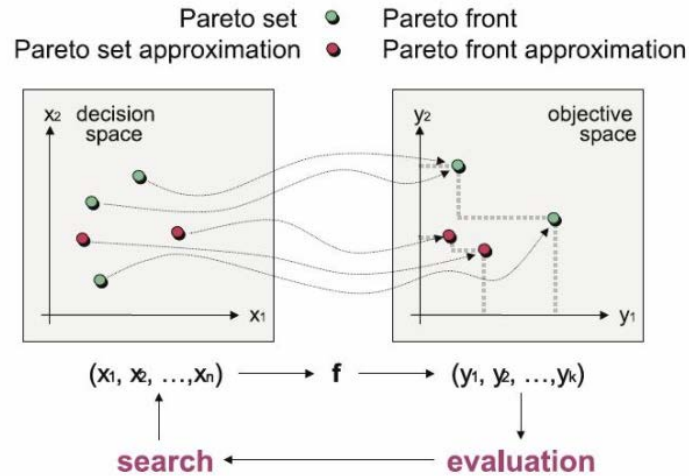 Pareto set Pareto front
Pareto set approximation Pareto front approximation
x2 decision space
y2 objective space
x1
y1
(x1, x2, …,xn) f (y1, y2, …,yk)
search evaluation